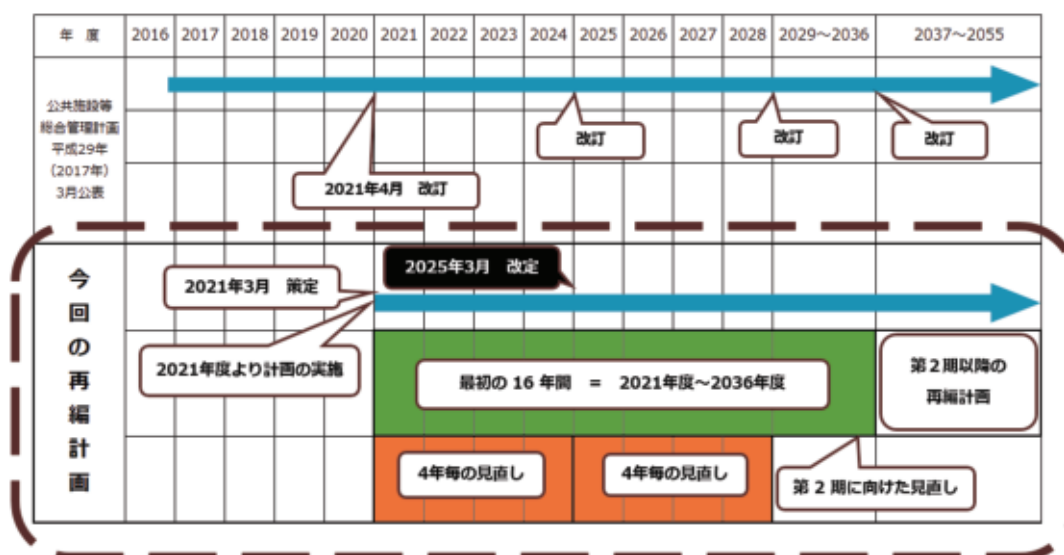 年 度 2016 2017 2018 2019 2020 2021 2022 2023 2024 2025 2026 2027 2028 2029～2036 2037～2055
公共施設等
総合管理計画
平成29年
（2017年）
3月公表
改訂
改訂
改訂
2021年4月 改訂
今回の再編計画
2025年3月 改定
2021年3月 策定
2021年度より計画の実施
最初の 16 年間 ＝ 2021年度～2036年度
第２期以降の
再編計画
4年毎の見直し
4年毎の見直し
第 2 期に向けた見直し